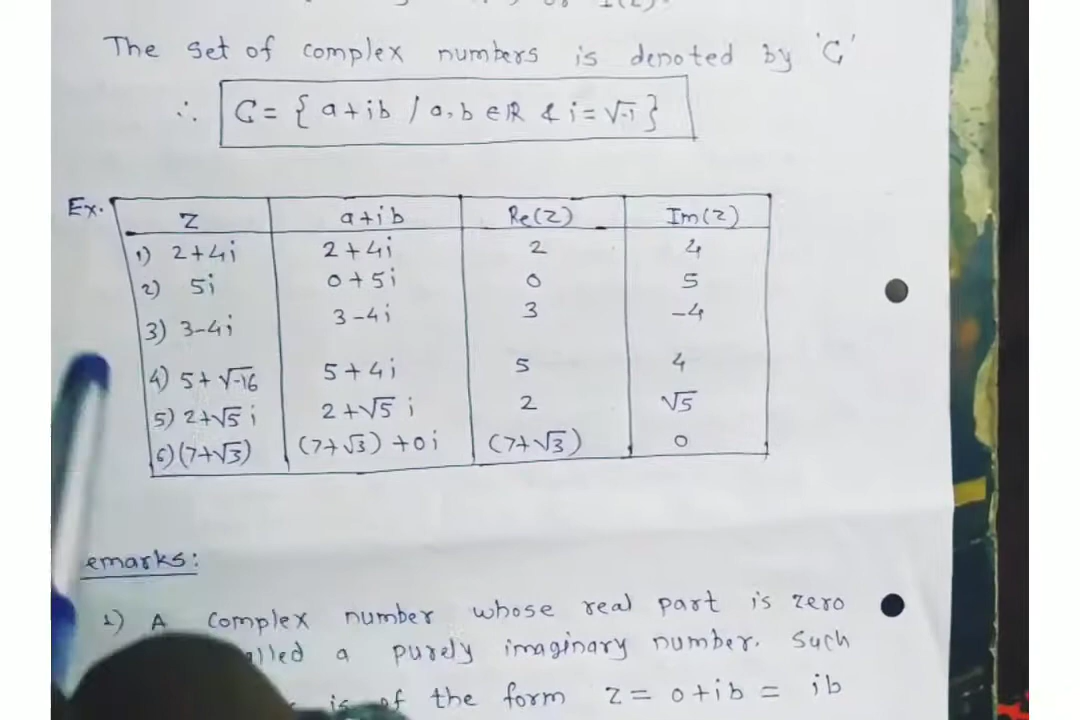 The set of complex numbers is denoted by 'C'
∴ C = { a+ib / a,b ∈ R & i = √-1 }
Ex.
Z a+ib Re(Z) Im(Z)
1) 2+4i 2+4i 2 4
2) 5i 0+5i 0 5
3) 3-4i 3-4i 3 -4
4) 5+√-16 5+4i 5 4
5) 2+√5 i 2+√5 i 2 √5
6) (7+√3) (7+√3)+0i (7+√3) 0
emarks:
1) A complex number whose real part is zero
alled a purely imaginary number. Such
is of the form Z = 0+ib = ib